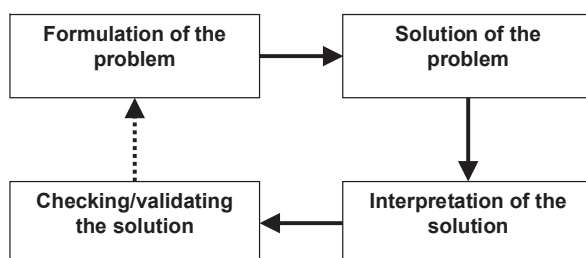 Formulation of the
problem
Solution of the
problem
Checking/validating
the solution
Interpretation of the
solution